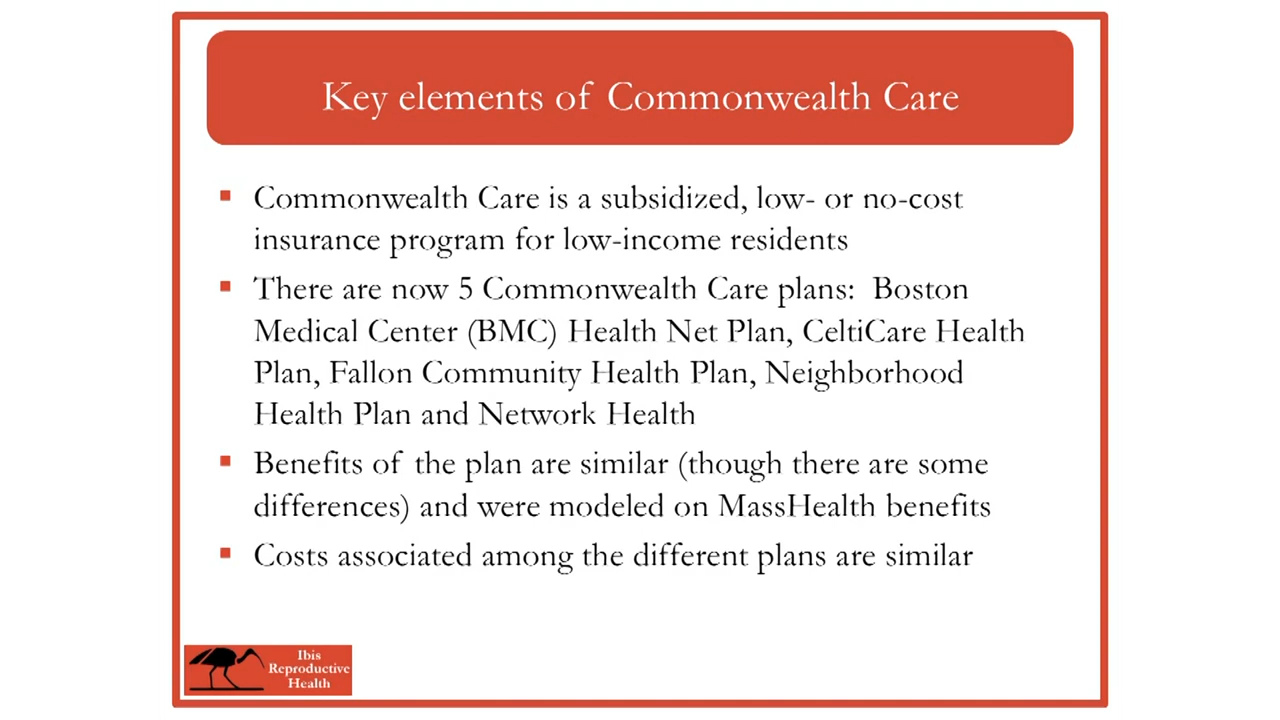 Key elements of Commonwealth Care
▪ Commonwealth Care is a subsidized, low- or no-cost
insurance program for low-income residents
▪ There are now 5 Commonwealth Care plans: Boston
Medical Center (BMC) Health Net Plan, CeltiCare Health
Plan, Fallon Community Health Plan, Neighborhood
Health Plan and Network Health
▪ Benefits of the plan are similar (though there are some
differences) and were modeled on MassHealth benefits
▪ Costs associated among the different plans are similar
Ibis
Reproductive
Health